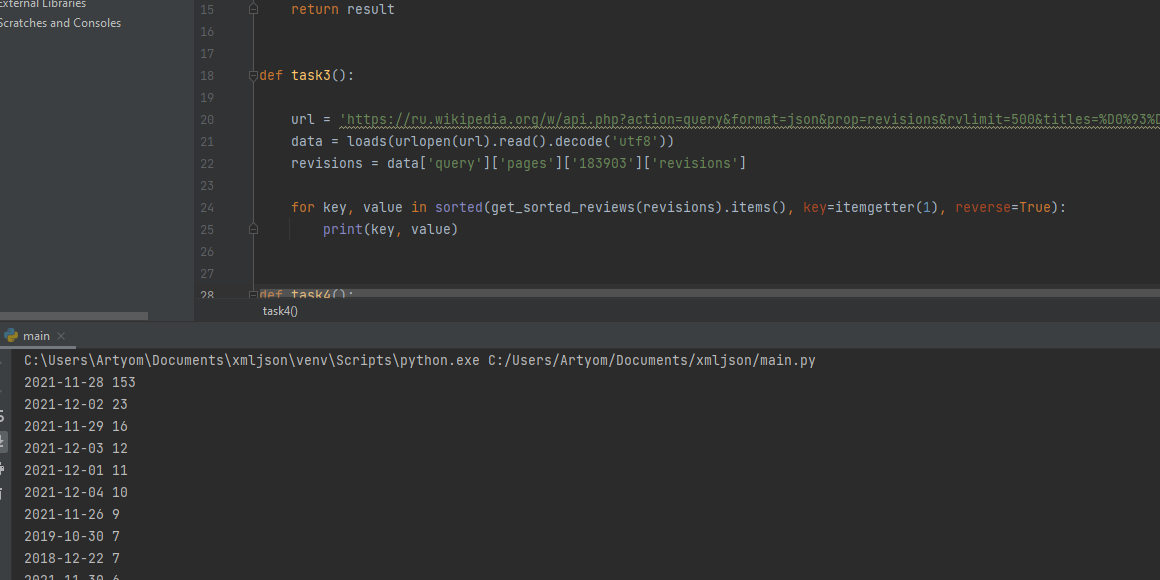 External Libraries
Scratches and Consoles
15 return result
16
17
18 def task3():
19
20 url = 'https://ru.wikipedia.org/w/api.php?action=query&format=json&prop=revisions&rvlimit=500&titles=%D0%93%D
21 data = loads(urlopen(url).read().decode('utf8'))
22 revisions = data['query']['pages']['183903']['revisions']
23
24 for key, value in sorted(get_sorted_reviews(revisions).items(), key=itemgetter(1), reverse=True):
25 print(key, value)
26
27
28 def task4():
task4()
main
C:\Users\Artyom\Documents\xmljson\venv\Scripts\python.exe C:/Users/Artyom/Documents/xmljson/main.py
2021-11-28 153
2021-12-02 23
2021-11-29 16
2021-12-03 12
2021-12-01 11
2021-12-04 10
2021-11-26 9
2019-10-30 7
2018-12-22 7
2021-11-30 6